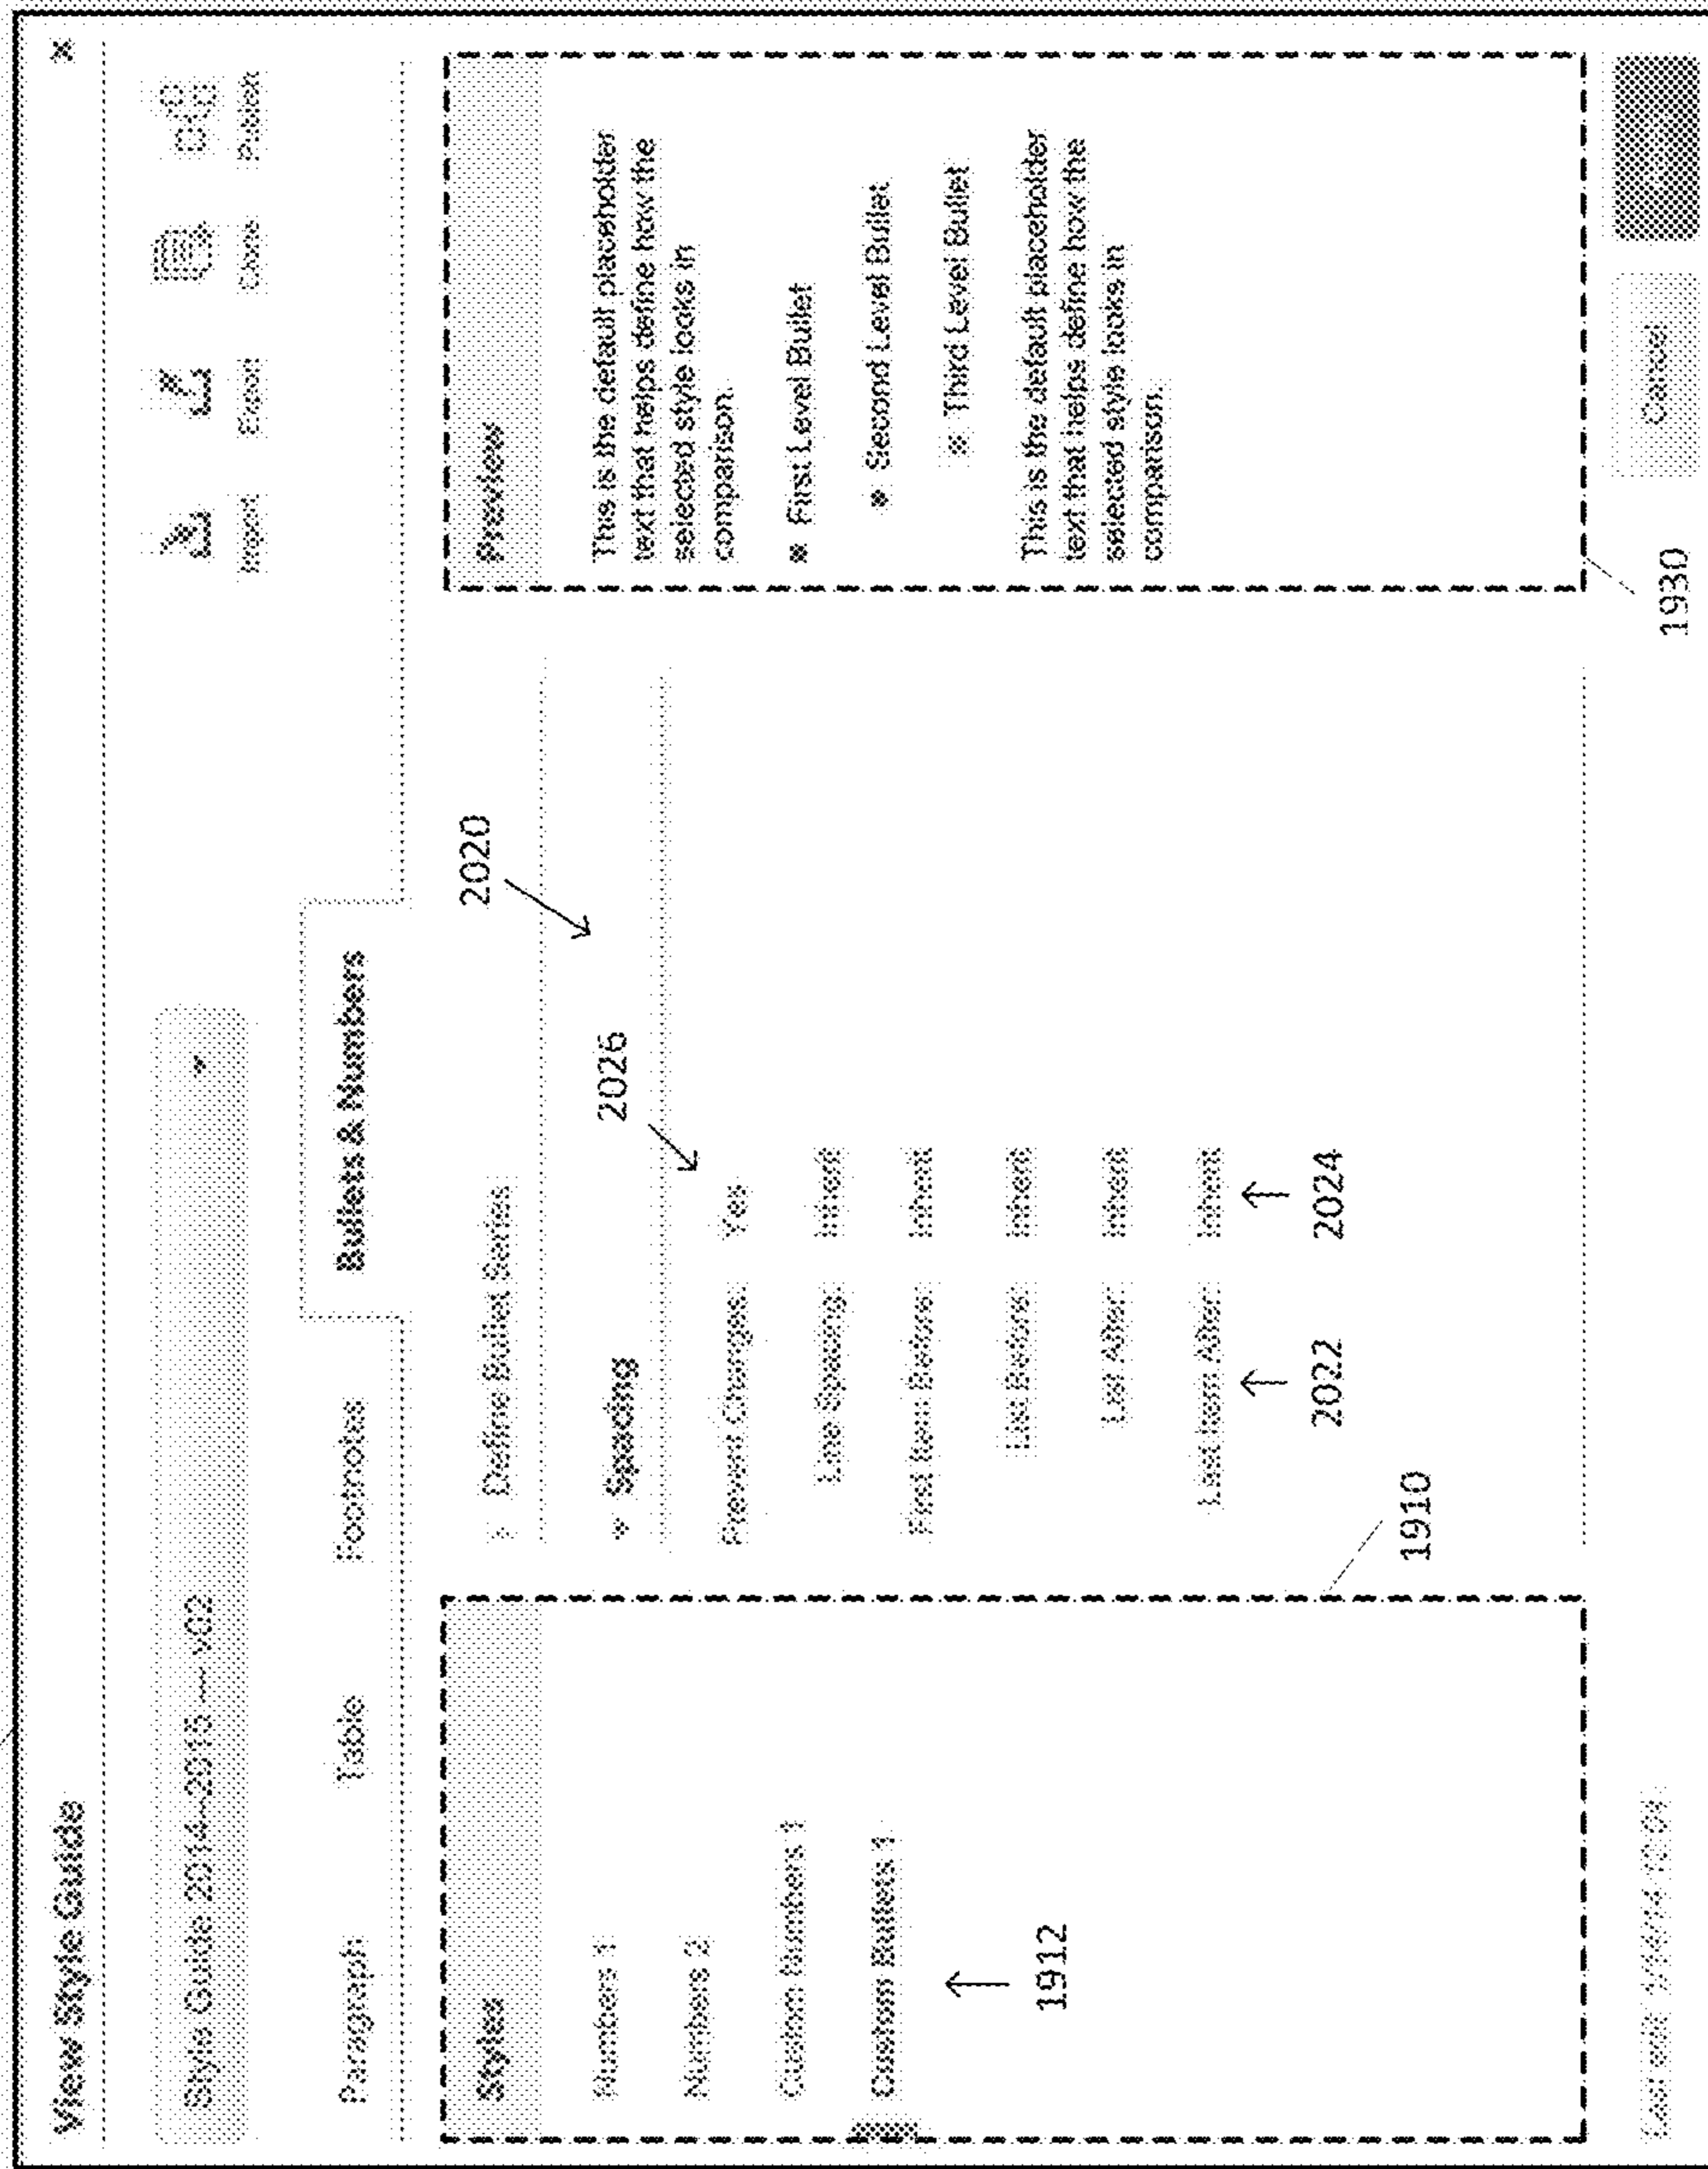 View Style Guide
x
Style Guide 2014–2015 — v02
Import
Export
Clone
Publish
Paragraph
Table
Footnotes
Bullets & Numbers
Styles
Numbers 1
Numbers 2
Custom Numbers 1
Custom Bullets 1
1912
1910
Define Bullet Series
2020
Spacing
2026
Prevent Changes: Yes
Line Spacing: Inherit
First Item Before: Inherit
List Before: Inherit
List After: Inherit
Last Item After: Inherit
2022
2024
Preview
This is the default placeholder
text that helps define how the
selected style looks in
comparison.
First Level Bullet
Second Level Bullet
Third Level Bullet
This is the default placeholder
text that helps define how the
selected style looks in
comparison.
1930
Last edit:
Cancel